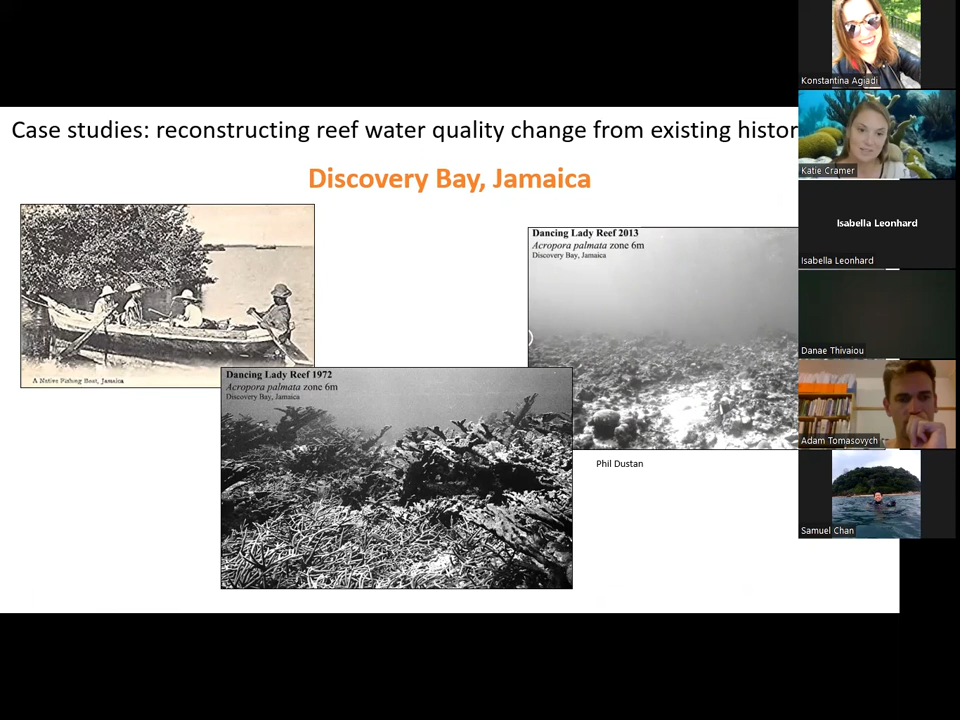 Case studies: reconstructing reef water quality change from existing histor
Discovery Bay, Jamaica
A Native Fishing Boat, Jamaica
Dancing Lady Reef 2013
Acropora palmata zone 6m
Discovery Bay, Jamaica
Dancing Lady Reef 1972
Acropora palmata zone 6m
Discovery Bay, Jamaica
Phil Dustan
Konstantina Agiadi
Katie Cramer
Isabella Leonhard
Isabella Leonhard
Danae Thivaiou
Adam Tomasovych
Samuel Chan